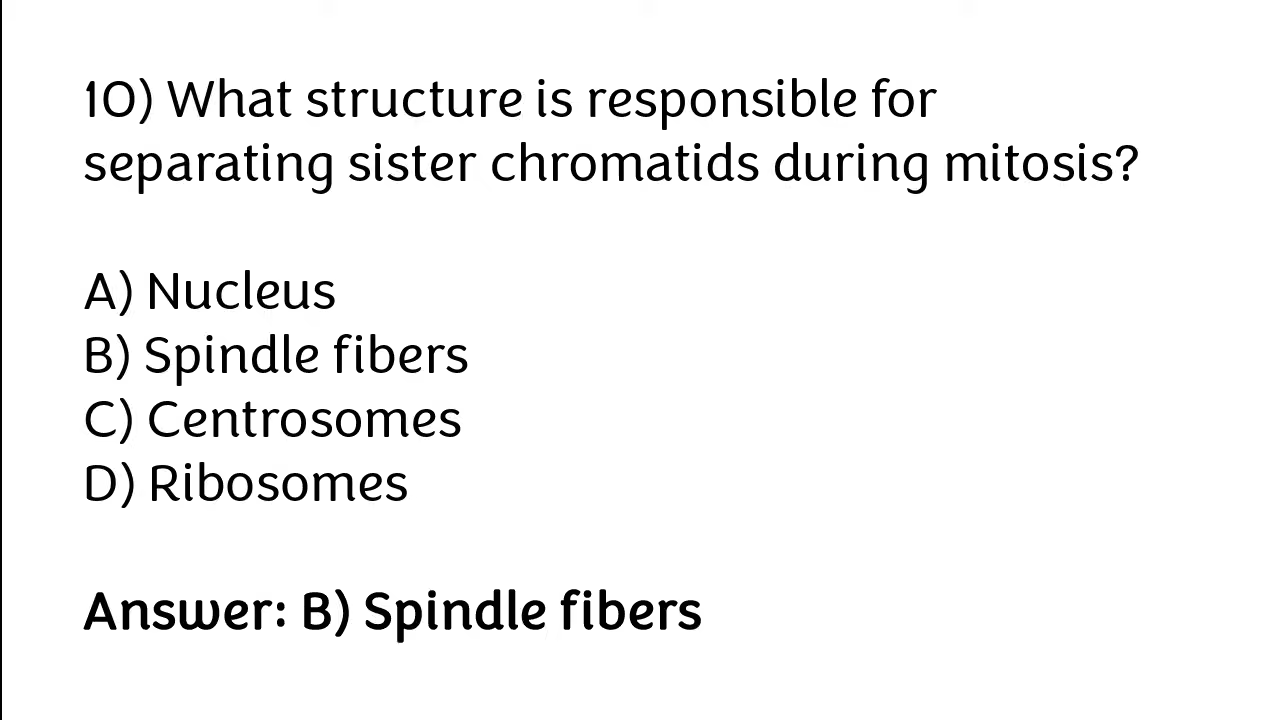 10) What structure is responsible for
separating sister chromatids during mitosis?
A) Nucleus
B) Spindle fibers
C) Centrosomes
D) Ribosomes
Answer: B) Spindle fibers